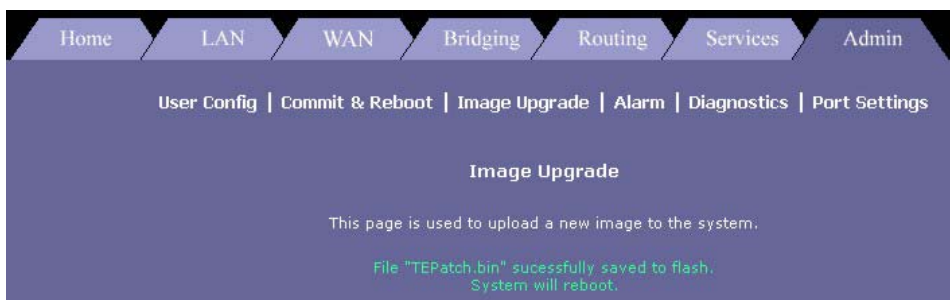 Home LAN WAN Bridging Routing Services Admin
User Config | Commit & Reboot | Image Upgrade | Alarm | Diagnostics | Port Settings
Image Upgrade
This page is used to upload a new image to the system.
File "TEPatch.bin" sucessfully saved to flash.
System will reboot.